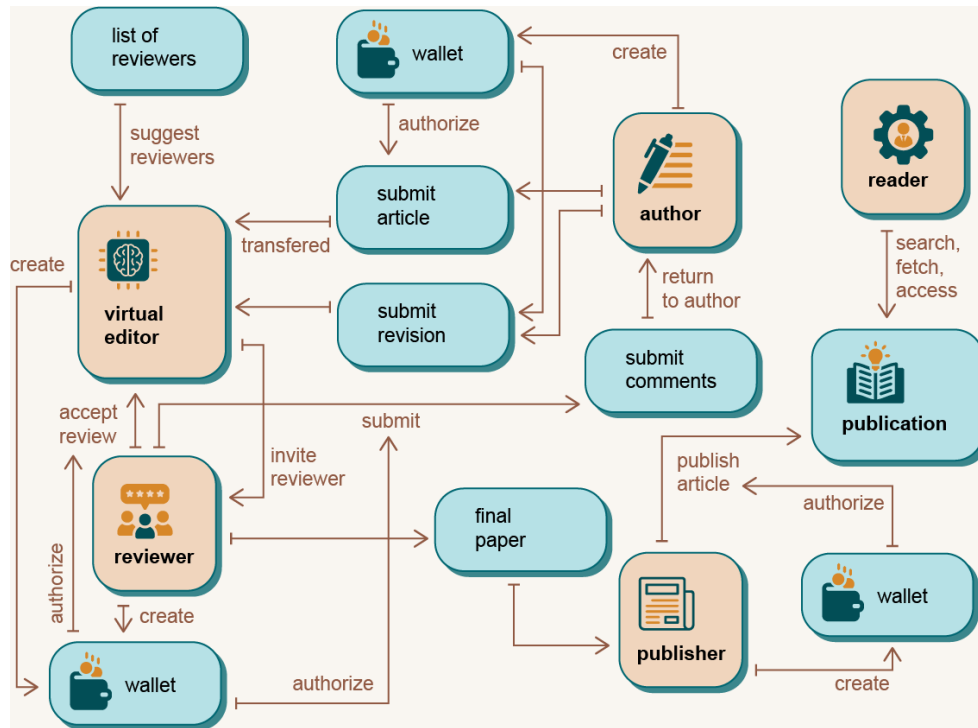 list of
reviewers
wallet
create
suggest
reviewers
authorize
reader
submit
article
author
transfered
search,
fetch,
access
create
virtual
editor
submit
revision
return
to author
submit
comments
publication
accept
review
submit
invite
reviewer
publish
article
authorize
reviewer
final
paper
authorize
create
publisher
wallet
wallet
authorize
create